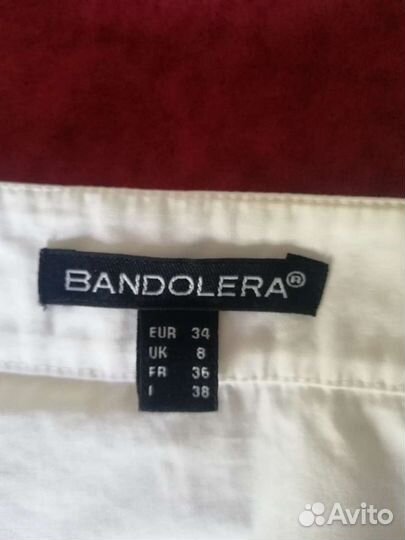 BANDOLERA®
EUR 34
UK 8
FR 36
I 38
Avito